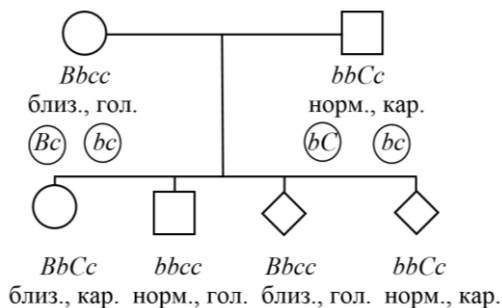 Bbcc bbCc
близ., гол. норм., кар.
Bc bc bC bc
BbCc bbcc Bbcc bbCc
близ., кар. норм., гол. близ., гол. норм., кар.